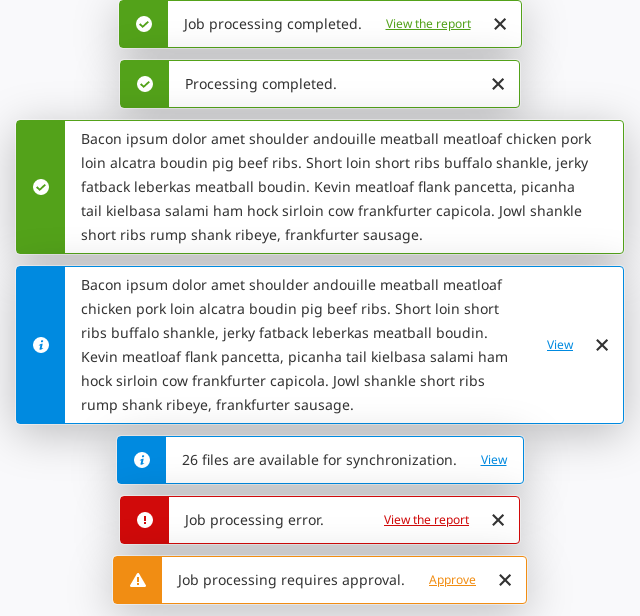 Job processing completed. View the report
Processing completed.
Bacon ipsum dolor amet shoulder andouille meatball meatloaf chicken pork
loin alcatra boudin pig beef ribs. Short loin short ribs buffalo shankle, jerky
fatback leberkas meatball boudin. Kevin meatloaf flank pancetta, picanha
tail kielbasa salami ham hock sirloin cow frankfurter capicola. Jowl shankle
short ribs rump shank ribeye, frankfurter sausage.
Bacon ipsum dolor amet shoulder andouille meatball meatloaf
chicken pork loin alcatra boudin pig beef ribs. Short loin short
ribs buffalo shankle, jerky fatback leberkas meatball boudin.
Kevin meatloaf flank pancetta, picanha tail kielbasa salami ham
hock sirloin cow frankfurter capicola. Jowl shankle short ribs
rump shank ribeye, frankfurter sausage.
View
26 files are available for synchronization. View
Job processing error. View the report
Job processing requires approval. Approve